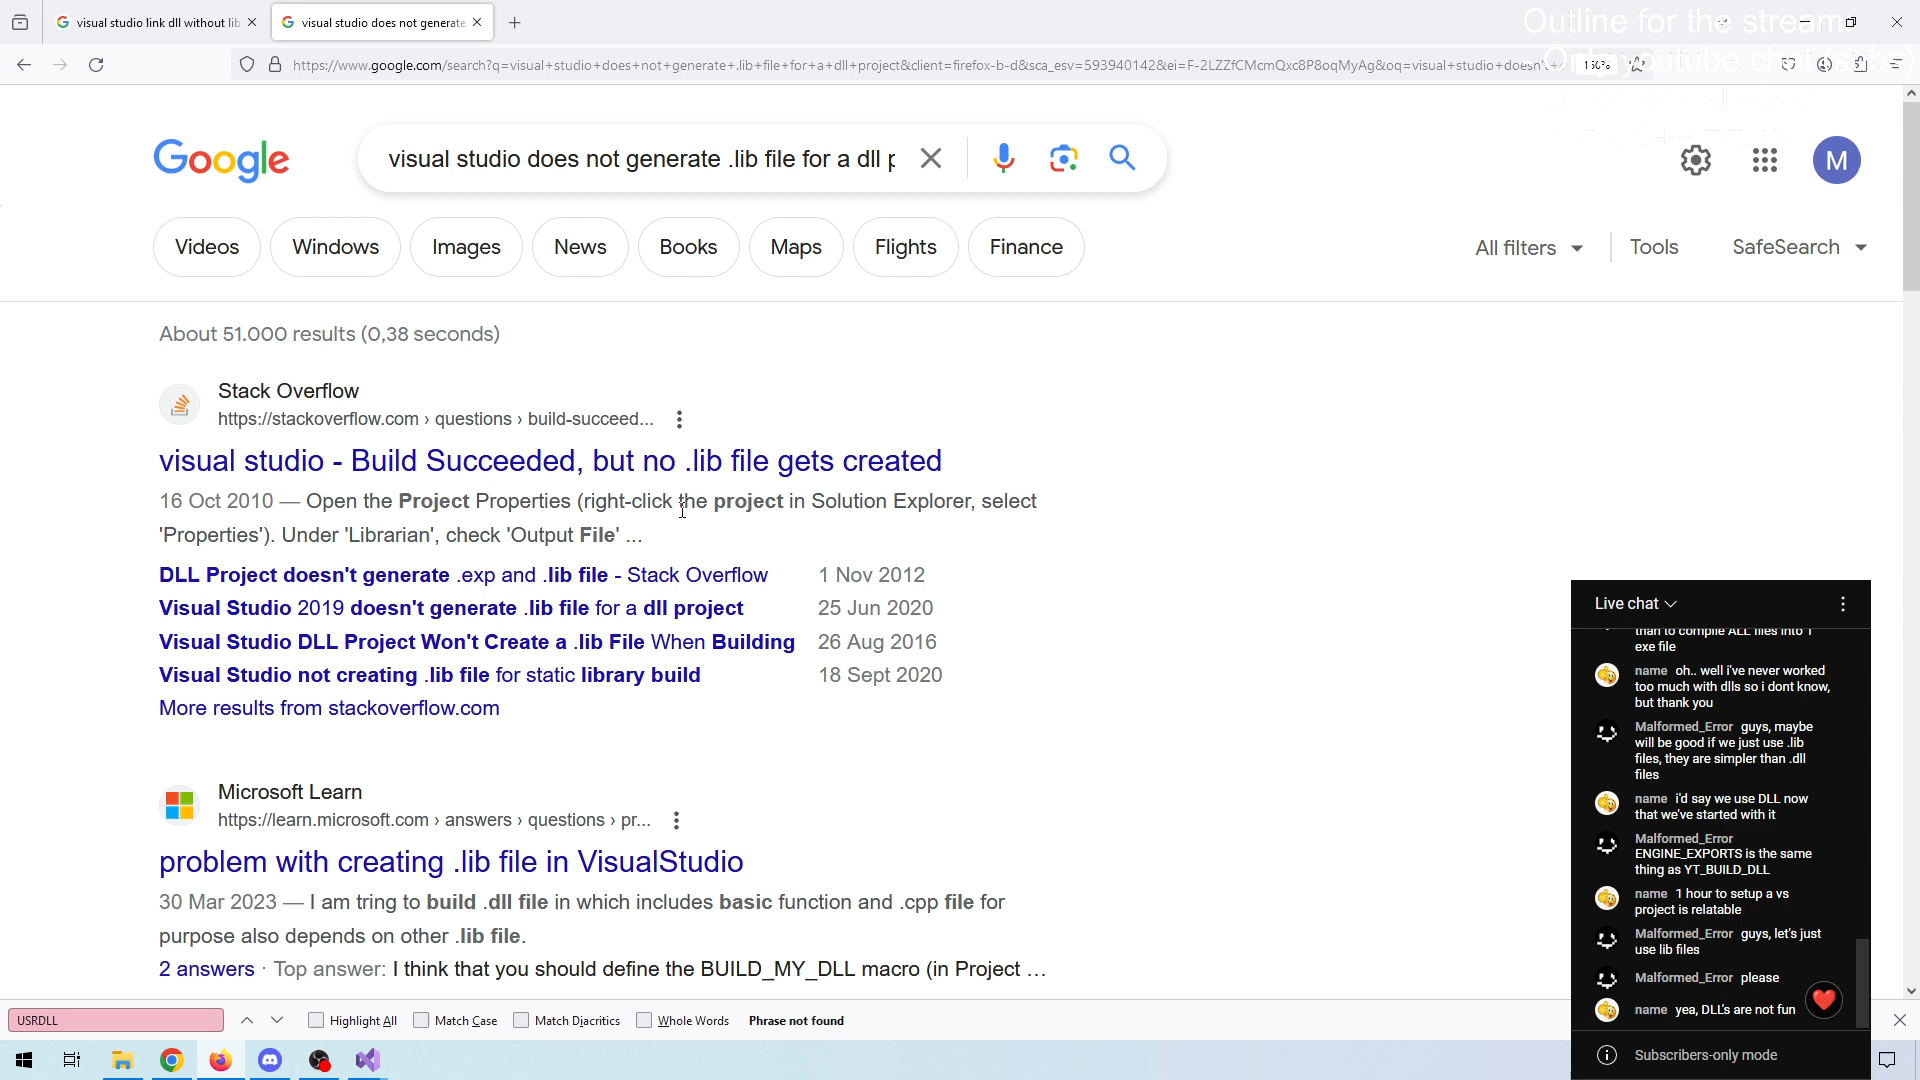 visual studio link dll without lib
visual studio does not generate
Outline for the stream
https://www.google.com/search?q=visual+studio+does+not+generate+.lib+file+for+a+dll+project&client=firefox-b-d&sca_esv=593940142&ei=F-2LZZfCMcmQxc8P8oqMyAg&oq=visual+studio+doesn't+
150%
Google
visual studio does not generate .lib file for a dll p
M
Videos
Windows
Images
News
Books
Maps
Flights
Finance
All filters
Tools
SafeSearch
About 51.000 results (0,38 seconds)
Stack Overflow
https://stackoverflow.com › questions › build-succeed...
visual studio - Build Succeeded, but no .lib file gets created
16 Oct 2010 — Open the Project Properties (right-click the project in Solution Explorer, select
'Properties'). Under 'Librarian', check 'Output File' ...
DLL Project doesn't generate .exp and .lib file - Stack Overflow 1 Nov 2012
Visual Studio 2019 doesn't generate .lib file for a dll project 25 Jun 2020
Visual Studio DLL Project Won't Create a .lib File When Building 26 Aug 2016
Visual Studio not creating .lib file for static library build 18 Sept 2020
More results from stackoverflow.com
Microsoft Learn
https://learn.microsoft.com › answers › questions › pr...
problem with creating .lib file in VisualStudio
30 Mar 2023 — I am tring to build .dll file in which includes basic function and .cpp file for
purpose also depends on other .lib file.
2 answers · Top answer: I think that you should define the BUILD_MY_DLL macro (in Project ...
Live chat
than to compile ALL files into 1
exe file
name oh.. well i've never worked
too much with dlls so i dont know,
but thank you
Malformed_Error guys, maybe
will be good if we just use .lib
files, they are simpler than .dll
files
name i'd say we use DLL now
that we've started with it
Malformed_Error
ENGINE_EXPORTS is the same
thing as YT_BUILD_DLL
name 1 hour to setup a vs
project is relatable
Malformed_Error guys, let's just
use lib files
Malformed_Error please
name yea, DLL's are not fun
Subscribers-only mode
USRDLL
Highlight All
Match Case
Match Diacritics
Whole Words
Phrase not found